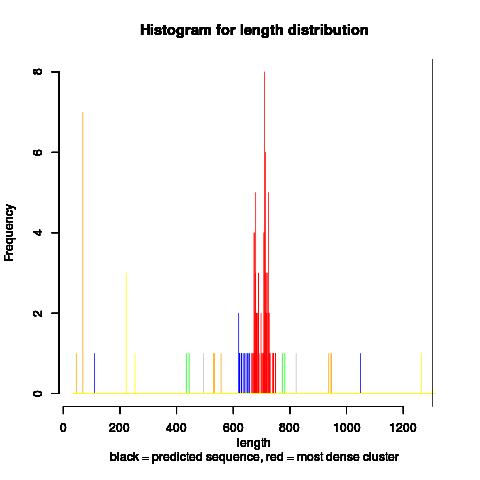 Histogram for length distribution
8
6
4
2
0
Frequency
0 200 400 600 800 1000 1200
length
black = predicted sequence, red = most dense cluster